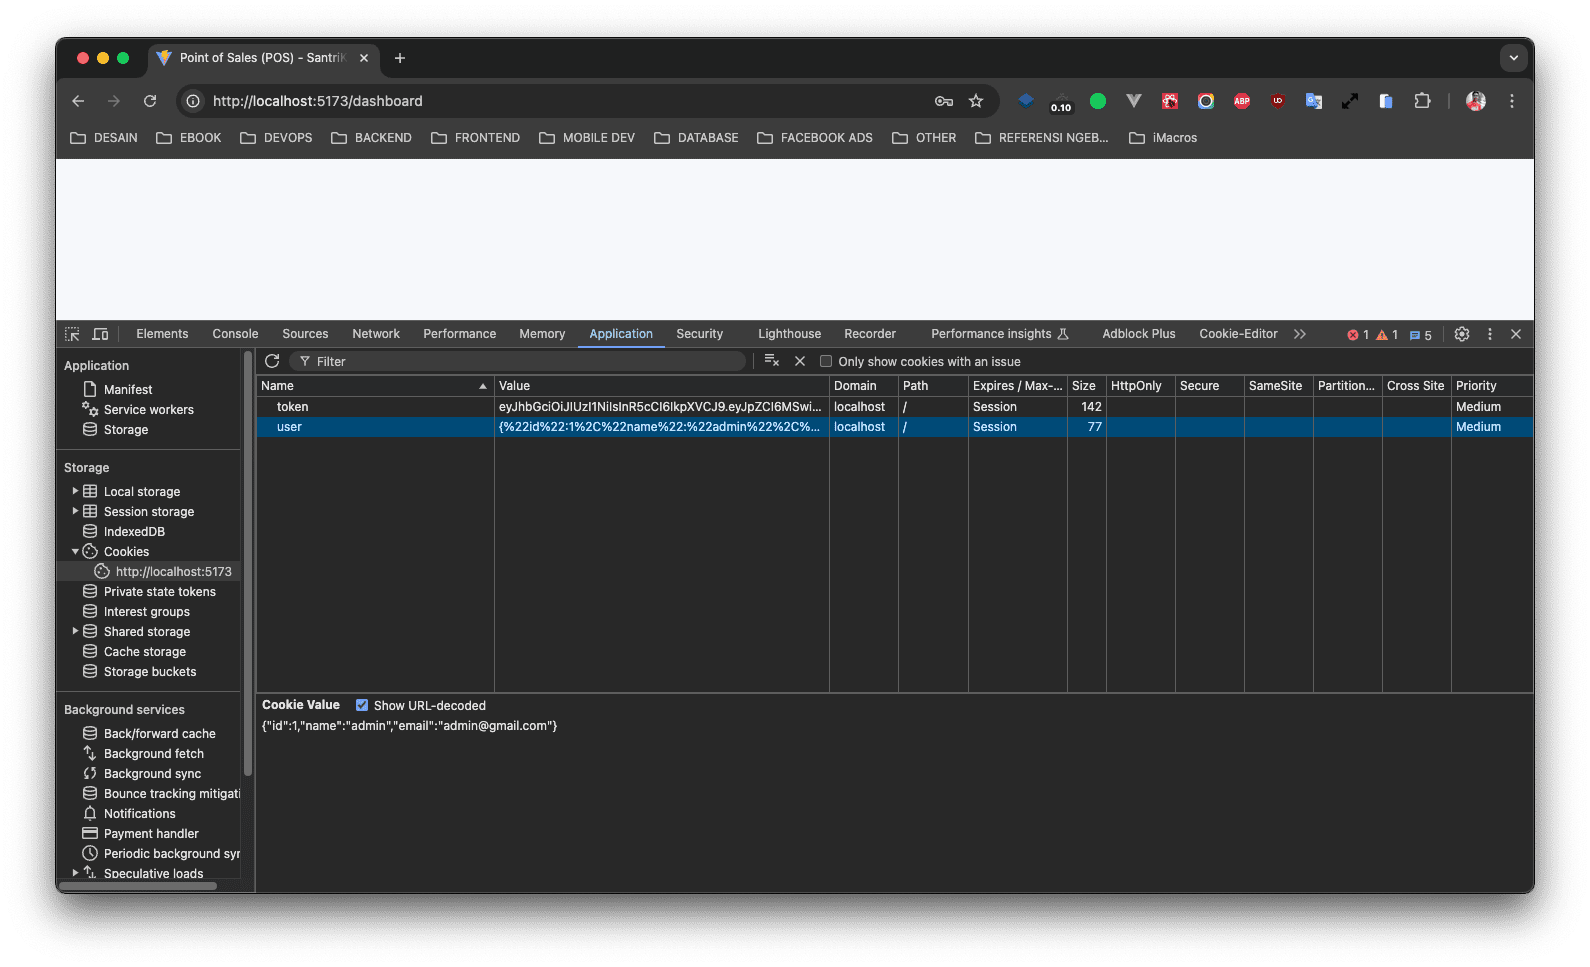 Point of Sales (POS) - SantriK
http://localhost:5173/dashboard
0.10
ABP
DESAIN EBOOK DEVOPS BACKEND FRONTEND MOBILE DEV DATABASE FACEBOOK ADS OTHER REFERENSI NGEB... iMacros
Elements Console Sources Network Performance Memory Application Security Lighthouse Recorder Performance insights Adblock Plus Cookie-Editor 1 1 5
Application
Manifest
Service workers
Storage
Storage
Local storage
Session storage
IndexedDB
Cookies
http://localhost:5173
Private state tokens
Interest groups
Shared storage
Cache storage
Storage buckets
Background services
Back/forward cache
Background fetch
Background sync
Bounce tracking mitigati
Notifications
Payment handler
Periodic background syr
Speculative loads
Filter Only show cookies with an issue
Name Value Domain Path Expires / Max-... Size HttpOnly Secure SameSite Partition... Cross Site Priority
token eyJhbGciOiJIUzI1NiIsInR5cCI6IkpXVCJ9.eyJpZCI6MSwi... localhost / Session 142 Medium
user {%22id%22:1%2C%22name%22:%22admin%22%2C%... localhost / Session 77 Medium
Cookie Value Show URL-decoded
{"id":1,"name":"admin","email":"admin@gmail.com"}